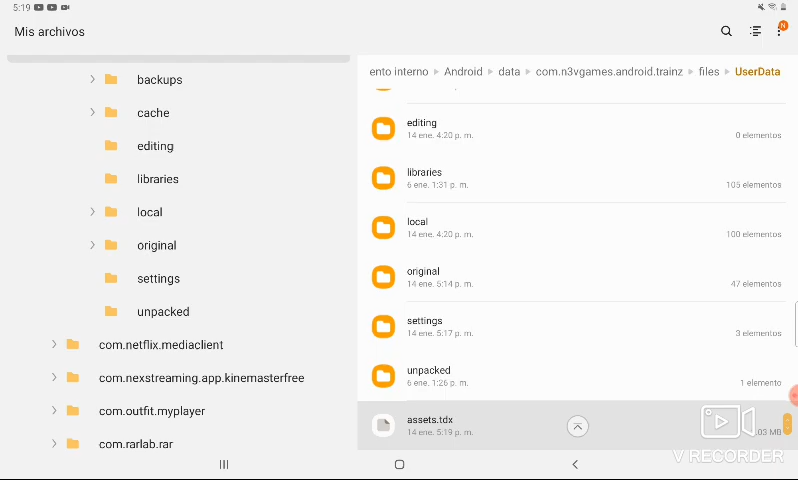 5:19
Mis archivos
N
backups
cache
editing
libraries
local
original
settings
unpacked
com.netflix.mediaclient
com.nexstreaming.app.kinemasterfree
com.outfit.myplayer
com.rarlab.rar
ento interno ▸ Android ▸ data ▸ com.n3vgames.android.trainz ▸ files ▸ UserData
editing
14 ene. 4:20 p. m.
0 elementos
libraries
6 ene. 1:31 p. m.
105 elementos
local
14 ene. 4:20 p. m.
100 elementos
original
14 ene. 5:14 p. m.
47 elementos
settings
14 ene. 5:17 p. m.
3 elementos
unpacked
6 ene. 1:26 p. m.
1 elemento
assets.tdx
14 ene. 5:19 p. m.
.03 MB
V RECORDER